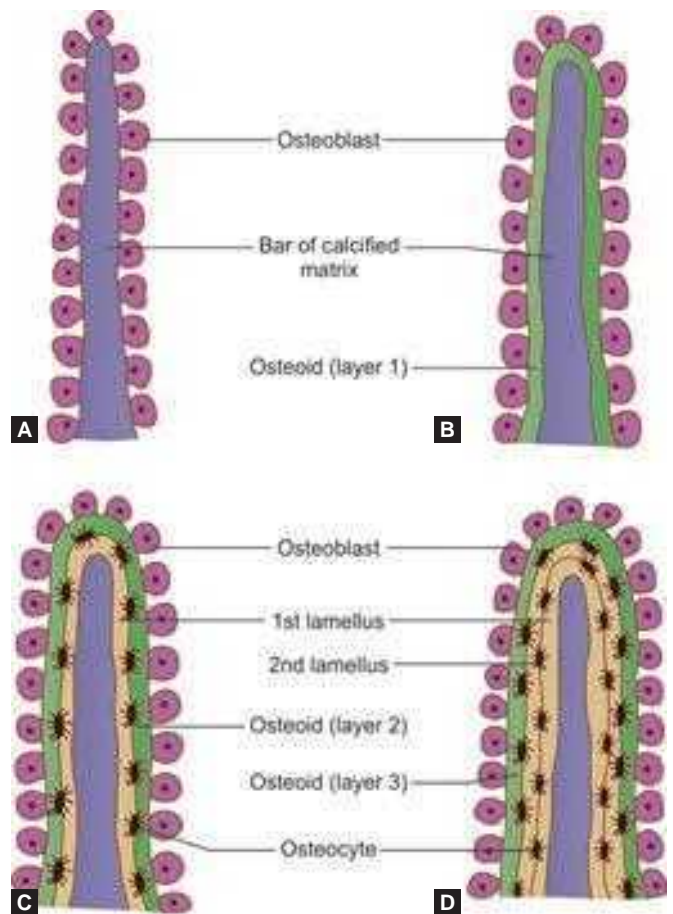 Osteoblast
Bar of calcified
matrix
Osteoid (layer 1)
A
B
Osteoblast
1st lamellus
2nd lamellus
Osteoid (layer 2)
Osteoid (layer 3)
Osteocyte
C
D